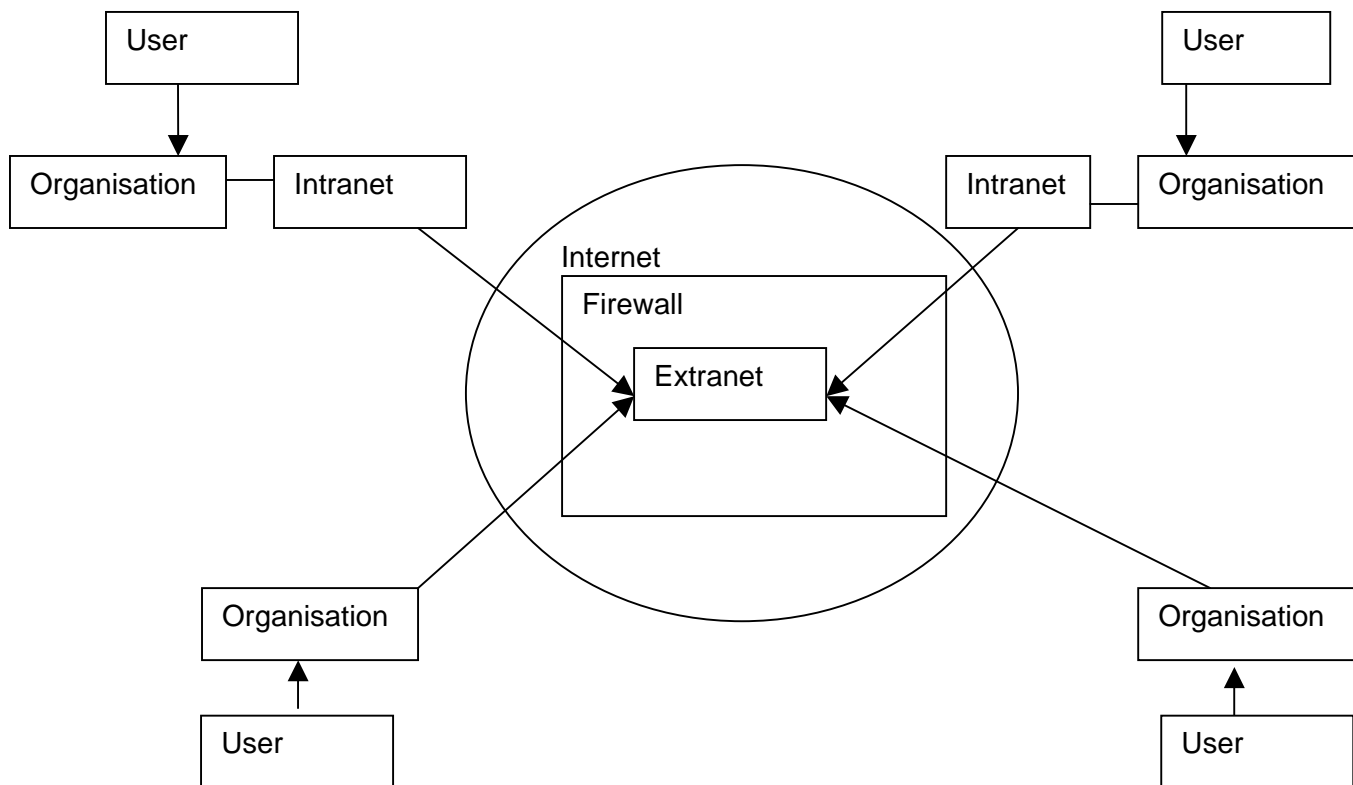 User
User
Organisation
Intranet
Intranet
Organisation
Internet
Firewall
Extranet
Organisation
Organisation
User
User